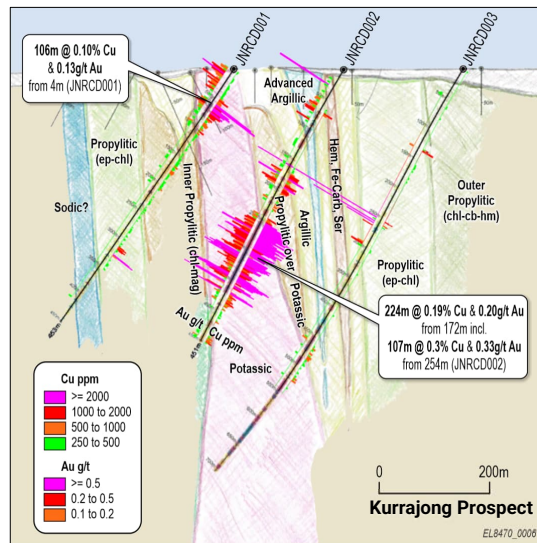 JNRCD001
JNRCD002
JNRCD003
106m @ 0.10% Cu
& 0.13g/t Au
from 4m (JNRCD001)
Advanced
Argillic
Propylitic
(ep-chl)
Sodic?
Inner Propylitic (chl-mag)
Propylitic over
Potassic
Argillic
Hem, Fe-Carb, Ser
Outer
Propylitic
(chl-cb-hm)
Propylitic
(ep-chl)
224m @ 0.19% Cu & 0.20g/t Au
from 172m incl.
107m @ 0.3% Cu & 0.33g/t Au
from 254m (JNRCD002)
Au g/t
Cu ppm
Potassic
Cu ppm
>= 2000
1000 to 2000
500 to 1000
250 to 500
Au g/t
>= 0.5
0.2 to 0.5
0.1 to 0.2
0
200m
Kurrajong Prospect
EL8470_0006